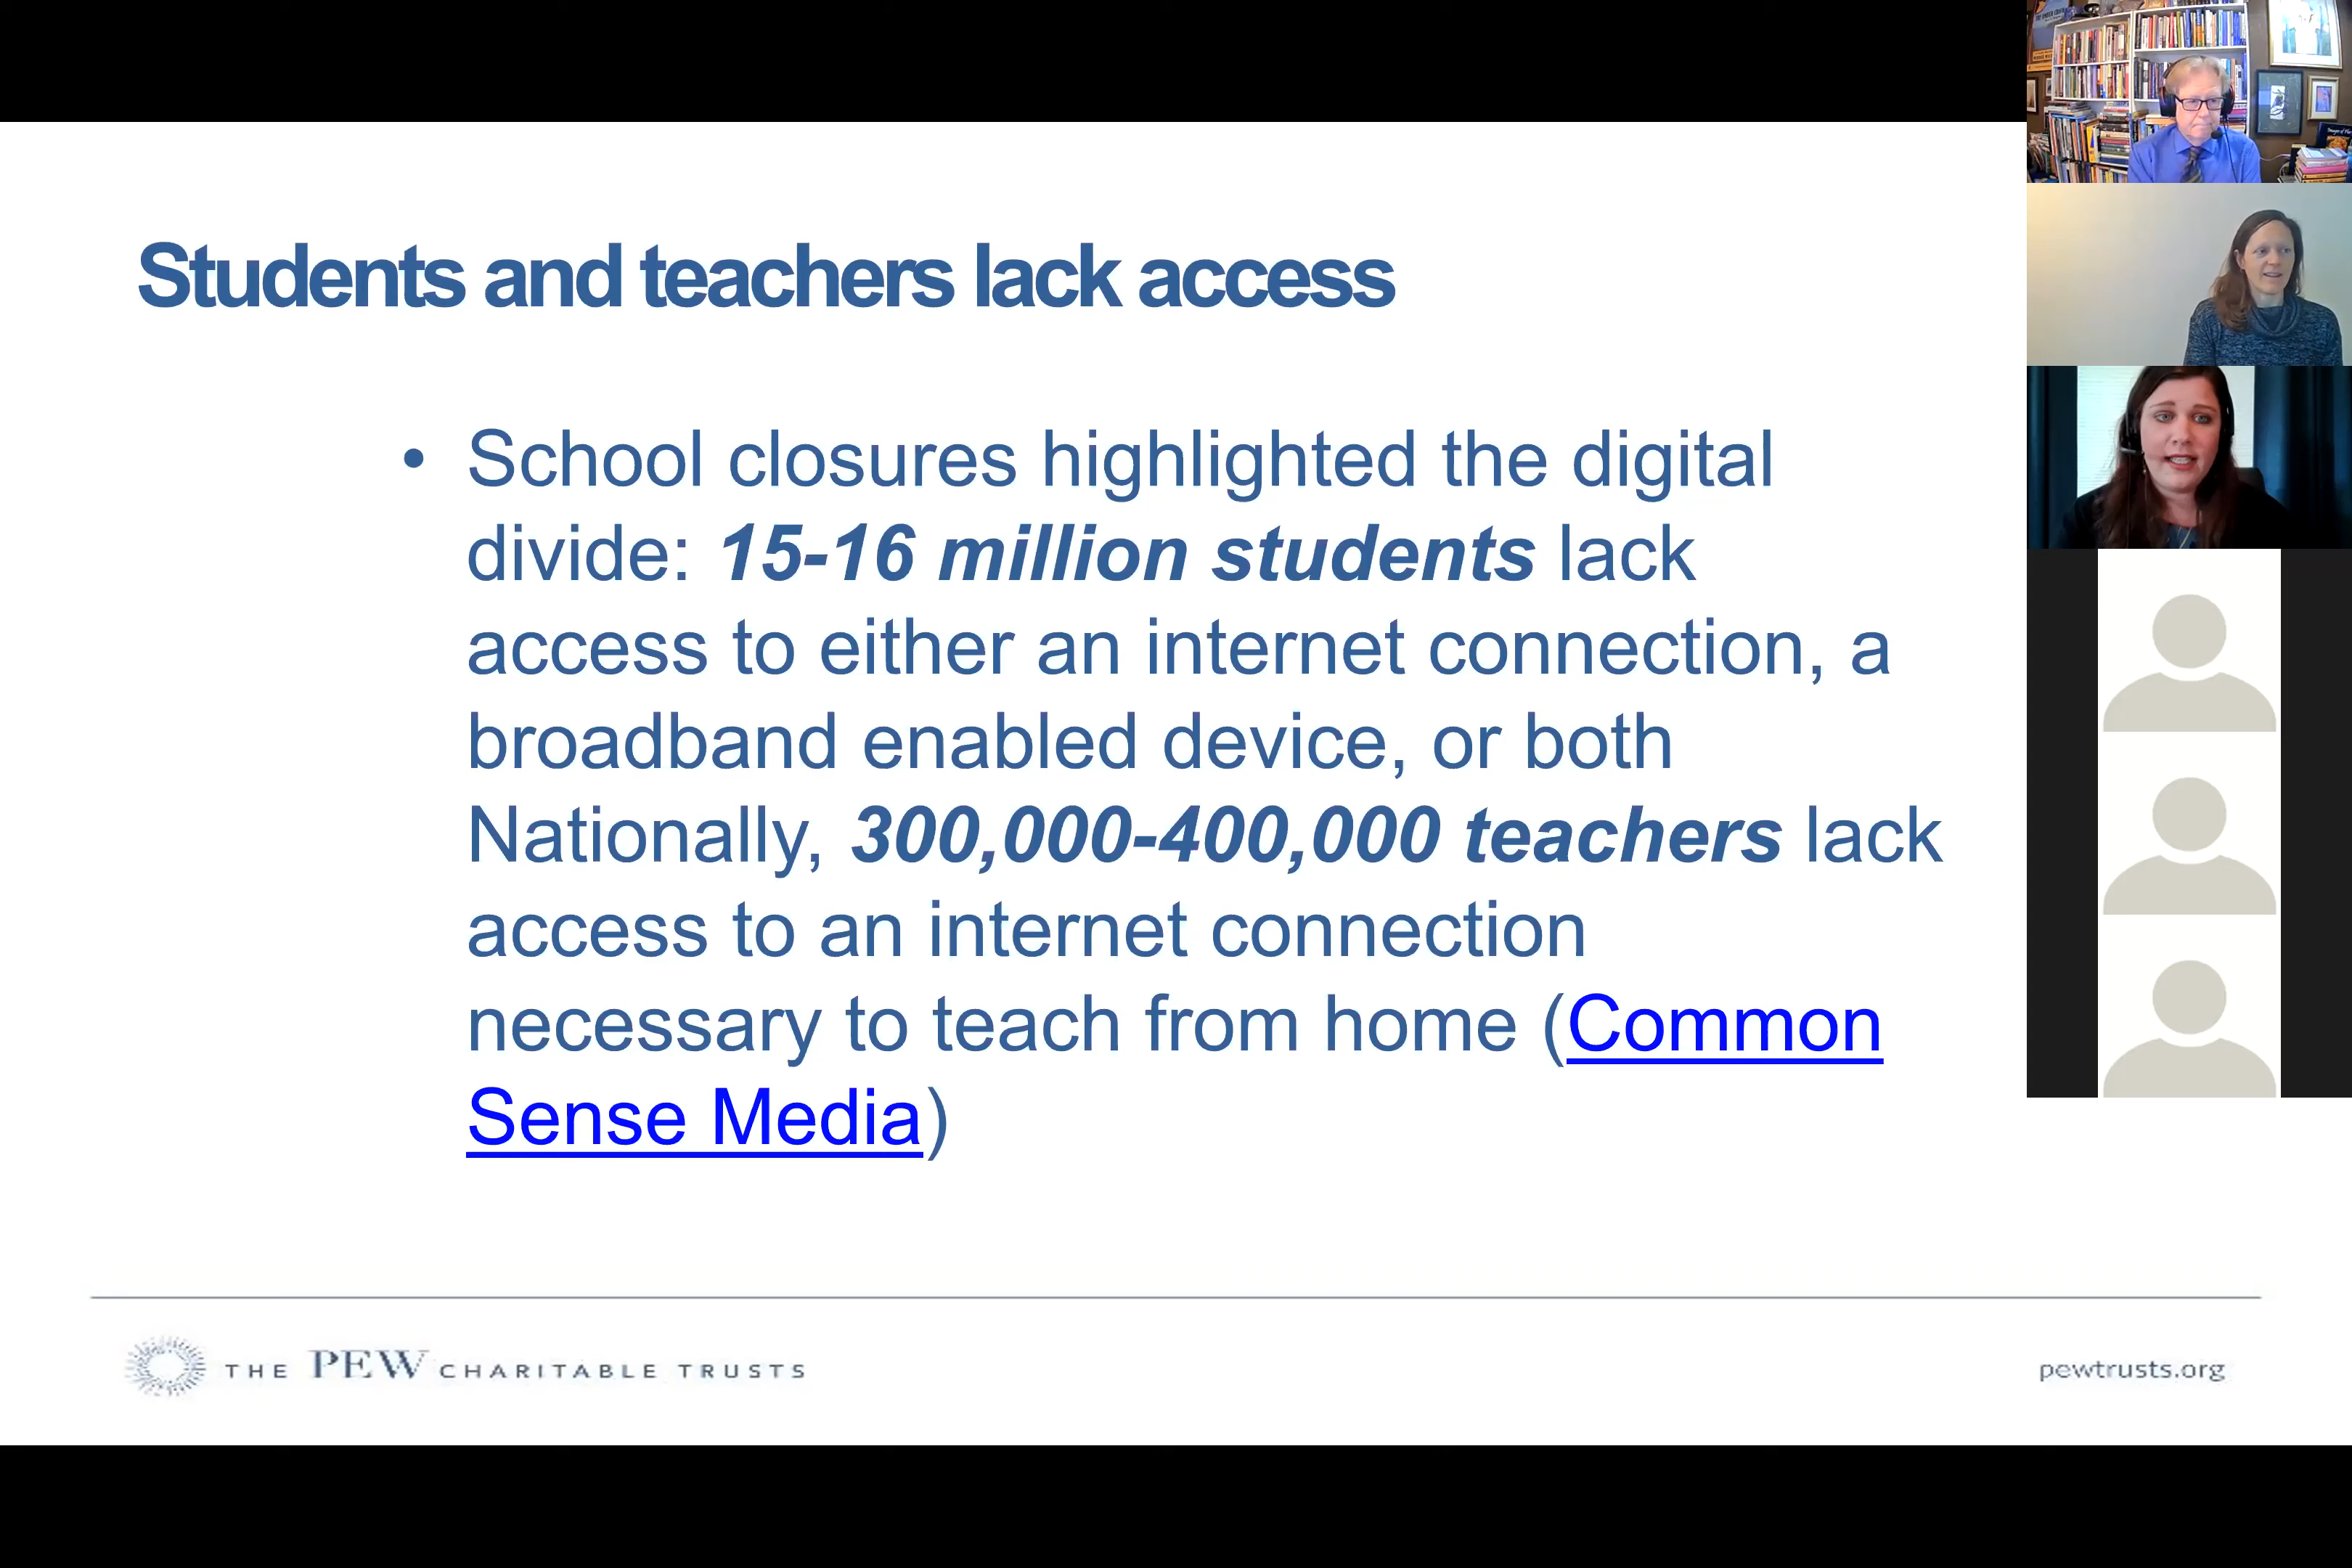 Students and teachers lack access
• School closures highlighted the digital
divide: 15-16 million students lack
access to either an internet connection, a
broadband enabled device, or both
Nationally, 300,000-400,000 teachers lack
access to an internet connection
necessary to teach from home (Common
Sense Media)
THE PEW CHARITABLE TRUSTS
pewtrusts.org